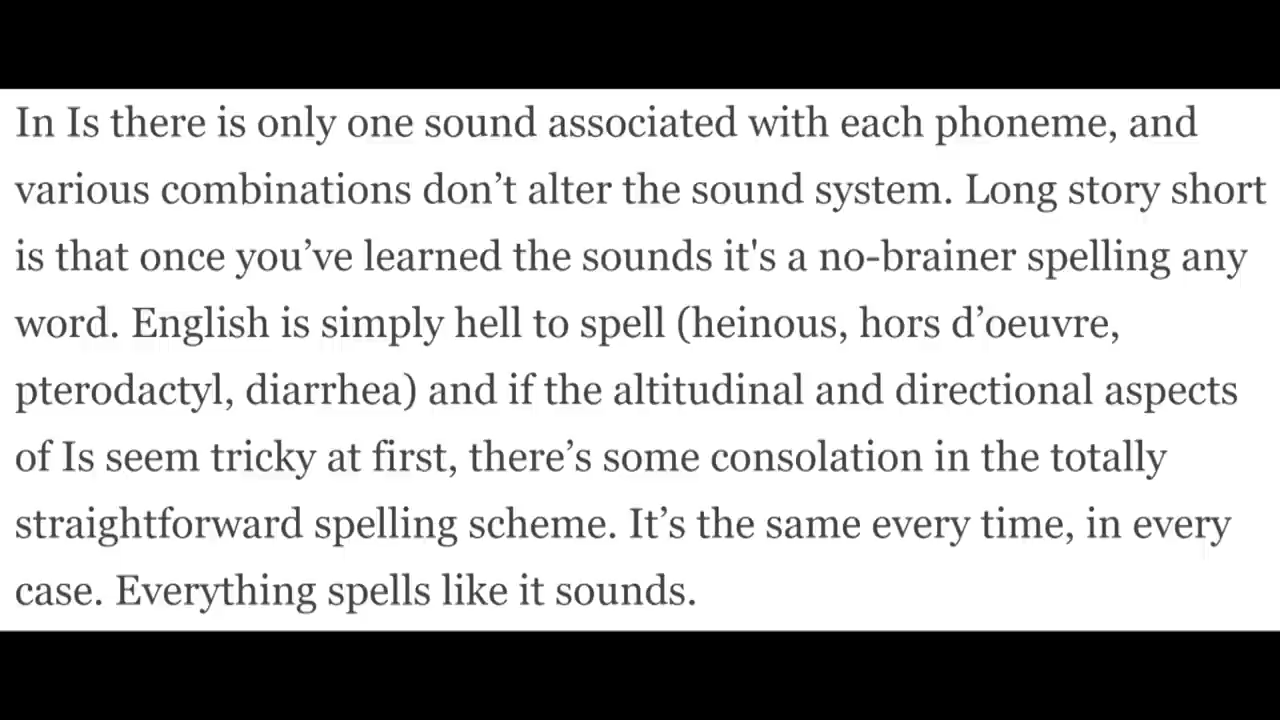 In Is there is only one sound associated with each phoneme, and
various combinations don’t alter the sound system. Long story short
is that once you’ve learned the sounds it's a no-brainer spelling any
word. English is simply hell to spell (heinous, hors d’oeuvre,
pterodactyl, diarrhea) and if the altitudinal and directional aspects
of Is seem tricky at first, there’s some consolation in the totally
straightforward spelling scheme. It’s the same every time, in every
case. Everything spells like it sounds.